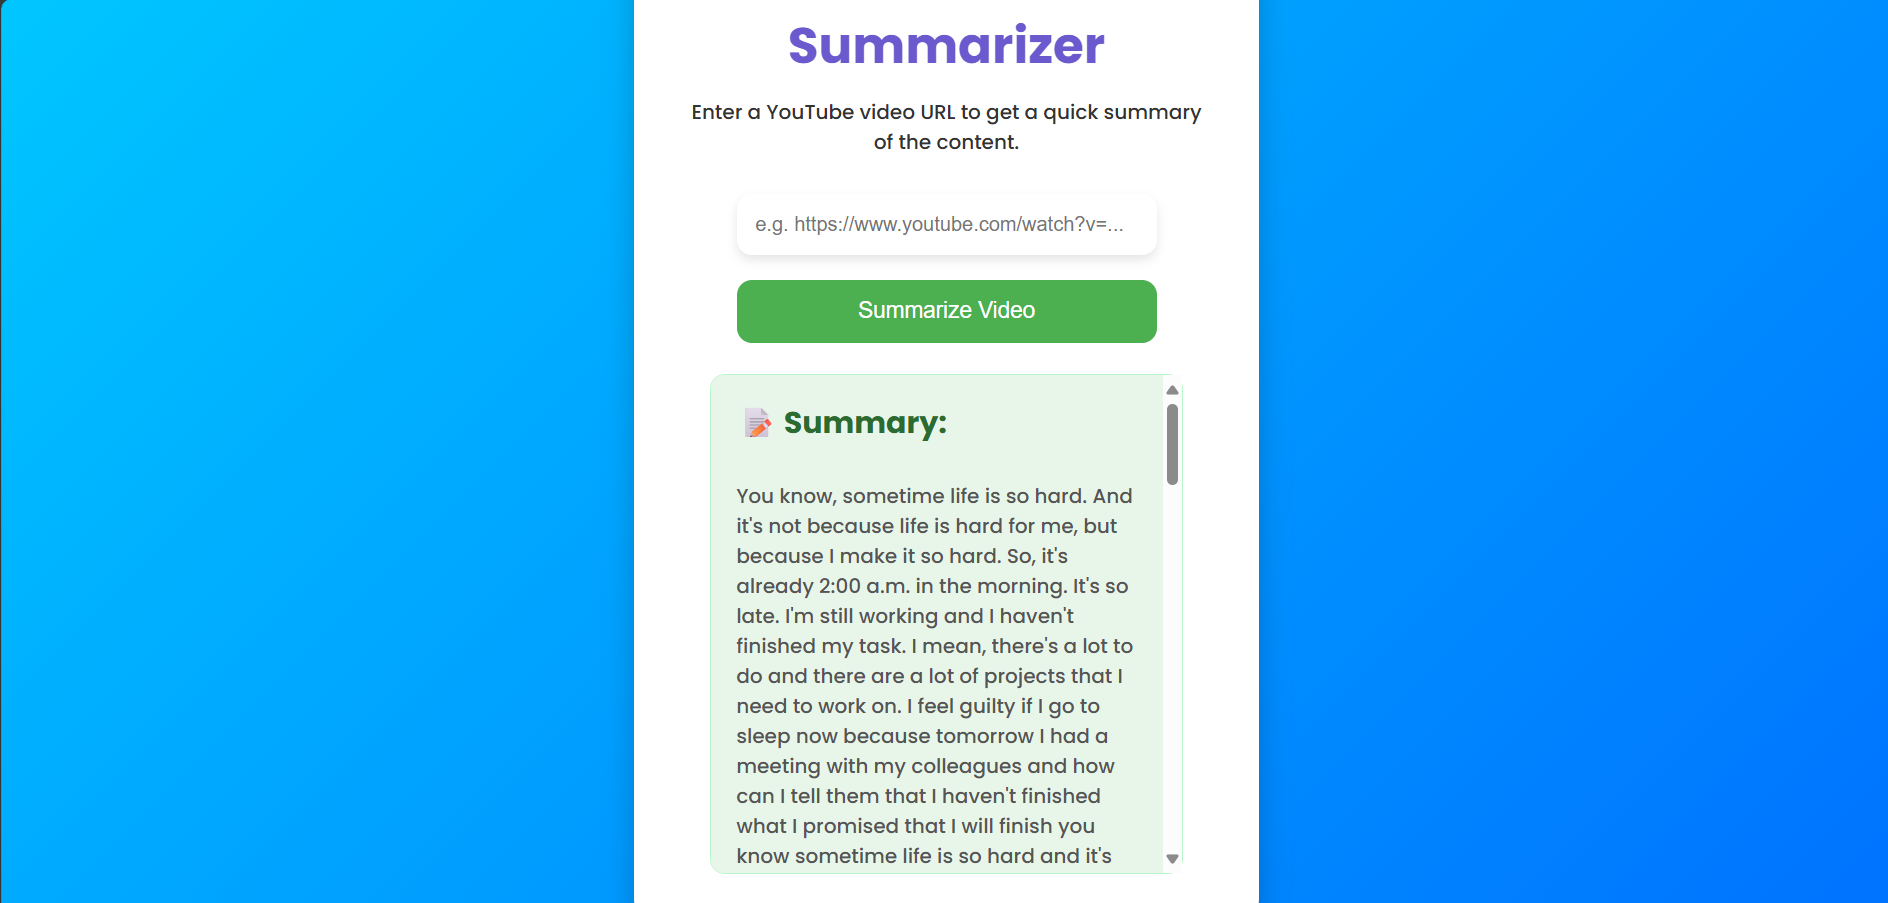 Summarizer
Enter a YouTube video URL to get a quick summary
of the content.
e.g. https://www.youtube.com/watch?v=...
Summarize Video
Summary:
You know, sometime life is so hard. And
it's not because life is hard for me, but
because I make it so hard. So, it's
already 2:00 a.m. in the morning. It's so
late. I'm still working and I haven't
finished my task. I mean, there's a lot to
do and there are a lot of projects that I
need to work on. I feel guilty if I go to
sleep now because tomorrow I had a
meeting with my colleagues and how
can I tell them that I haven't finished
what I promised that I will finish you
know sometime life is so hard and it's